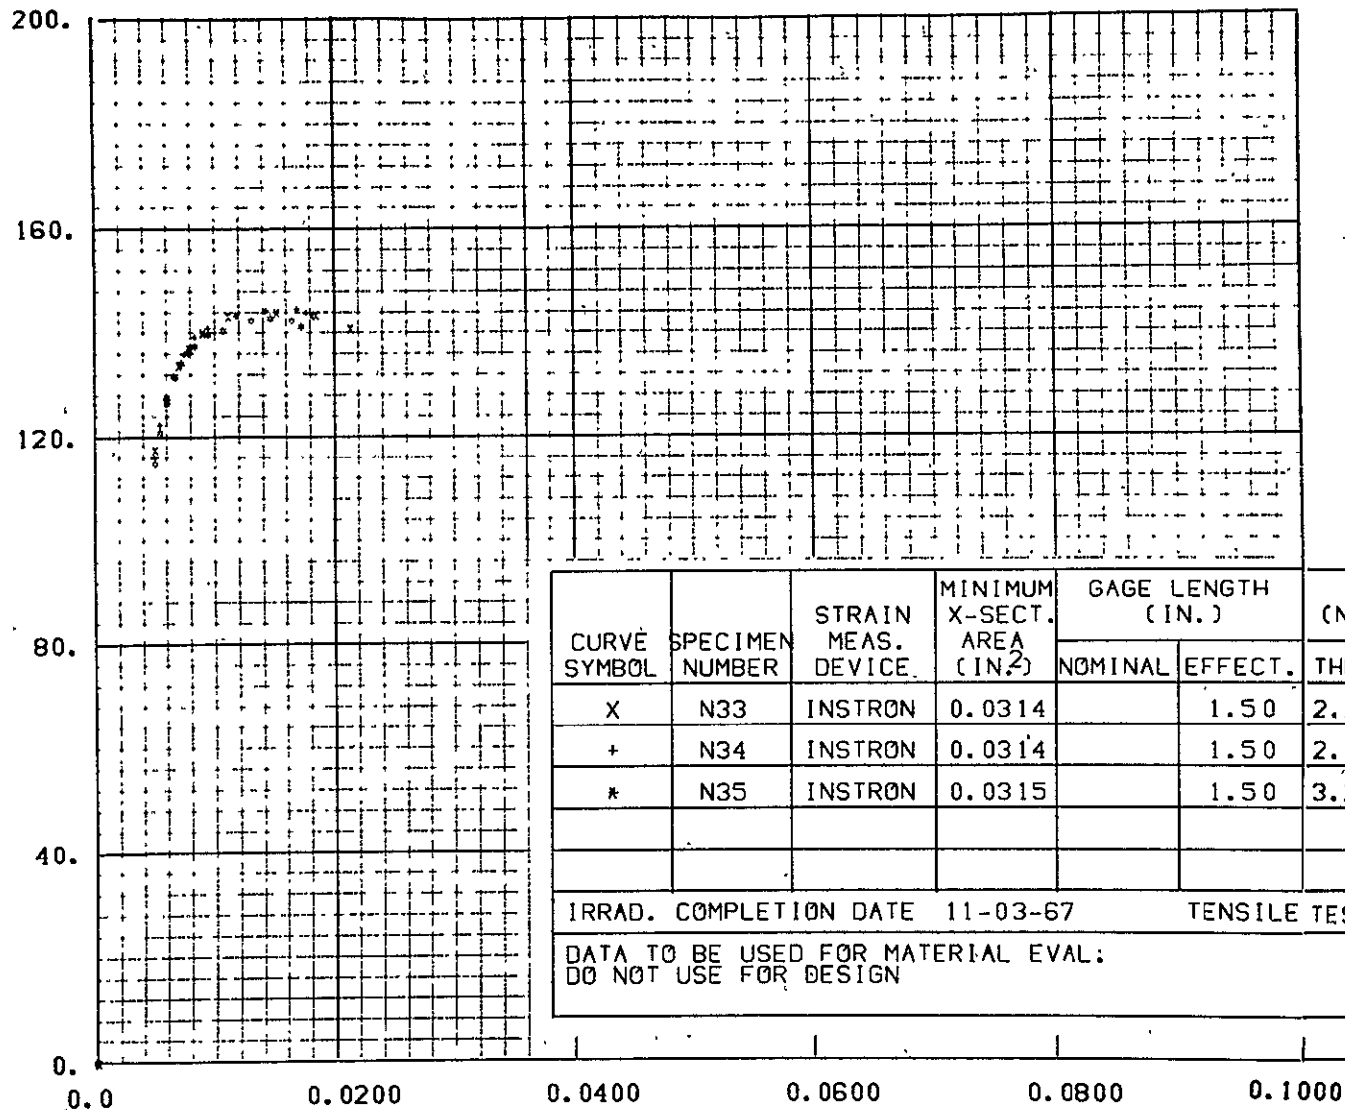 200.
160.
120.
80.
40.
0.
0.0 0.0200 0.0400 0.0600 0.0800 0.1000
CURVE SYMBOL SPECIMEN NUMBER STRAIN MEAS. DEVICE MINIMUM X-SECT. AREA (IN.²) GAGE LENGTH (IN.)
NOMINAL EFFECT.
X N33 INSTRON 0.0314 1.50 2.
+ N34 INSTRON 0.0314 1.50 2.
* N35 INSTRON 0.0315 1.50 3.
IRRAD. COMPLETION DATE 11-03-67 TENSILE
DATA TO BE USED FOR MATERIAL EVAL:
DO NOT USE FOR DESIGN